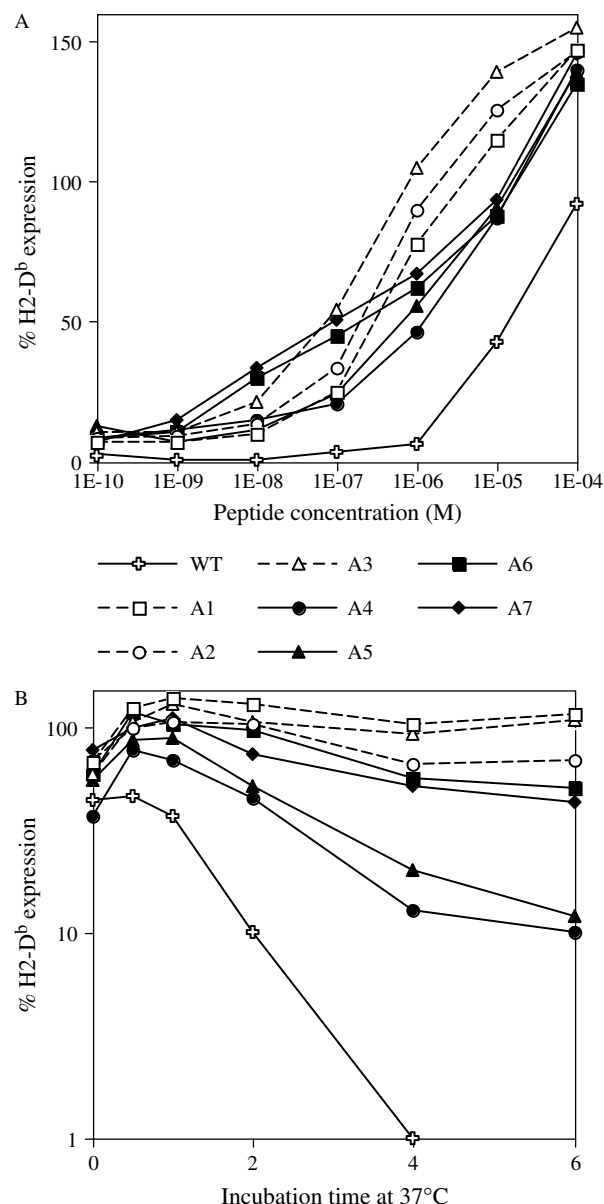 A
150
100
50
0
% H2-Dᵇ expression
1E-10 1E-09 1E-08 1E-07 1E-06 1E-05 1E-04
Peptide concentration (M)
WT A3 A6
A1 A4 A7
A2 A5
B
100
10
1
% H2-Dᵇ expression
0 2 4 6
Incubation time at 37°C